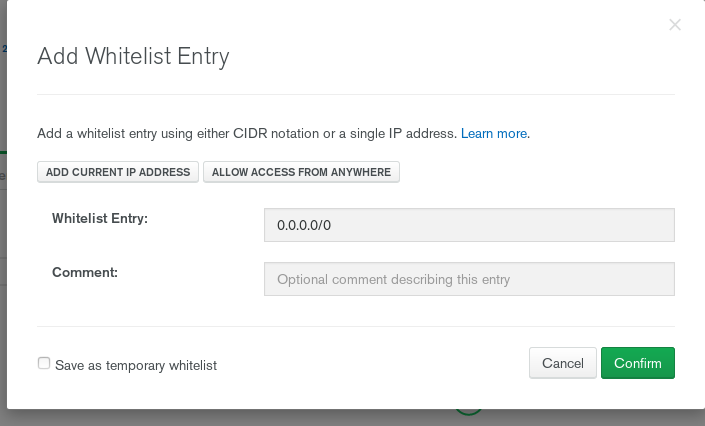 ×
Add Whitelist Entry
2
Add a whitelist entry using either CIDR notation or a single IP address. Learn more.
ADD CURRENT IP ADDRESS ALLOW ACCESS FROM ANYWHERE
e
Whitelist Entry: 0.0.0.0/0
Comment: Optional comment describing this entry
Save as temporary whitelist Cancel Confirm